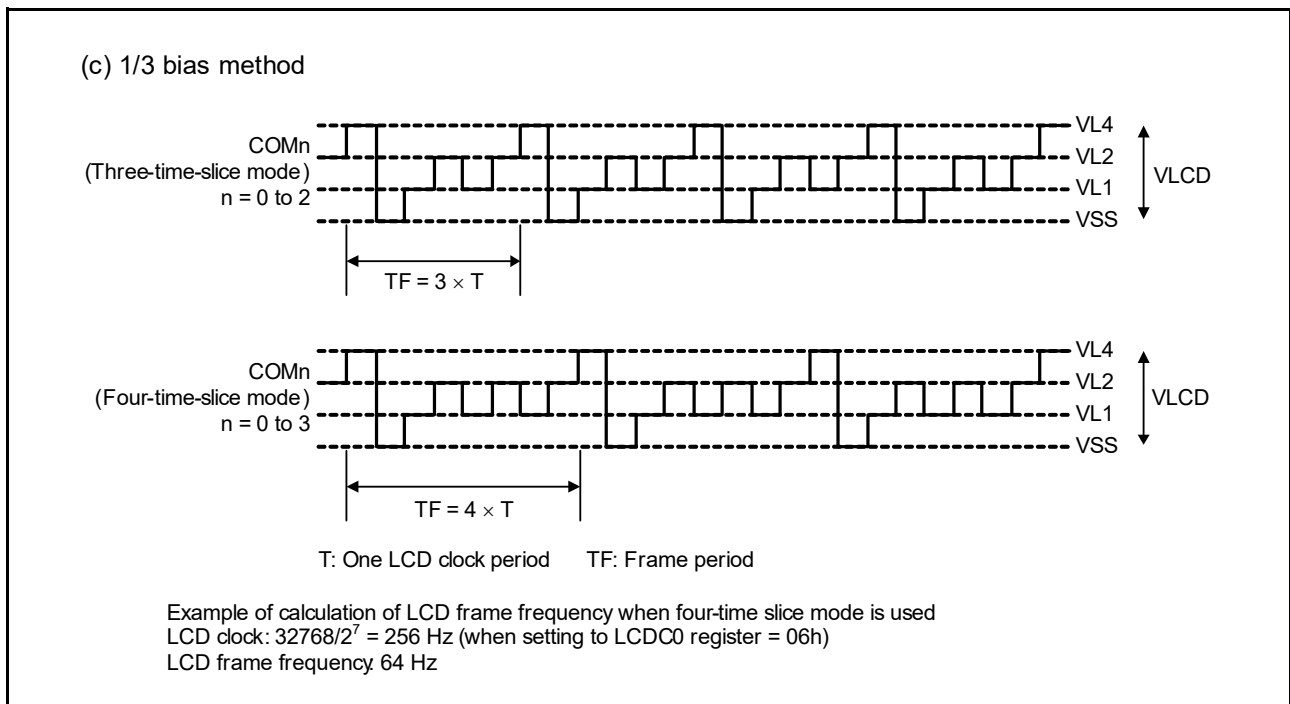 (c) 1/3 bias method
COMn
(Three-time-slice mode)
n = 0 to 2
VL4
VL2
VL1
VSS
VLCD
TF = 3 × T
COMn
(Four-time-slice mode)
n = 0 to 3
VL4
VL2
VL1
VSS
VLCD
TF = 4 × T
T: One LCD clock period TF: Frame period
Example of calculation of LCD frame frequency when four-time slice mode is used
LCD clock: 32768/2⁷ = 256 Hz (when setting to LCDC0 register = 06h)
LCD frame frequency: 64 Hz